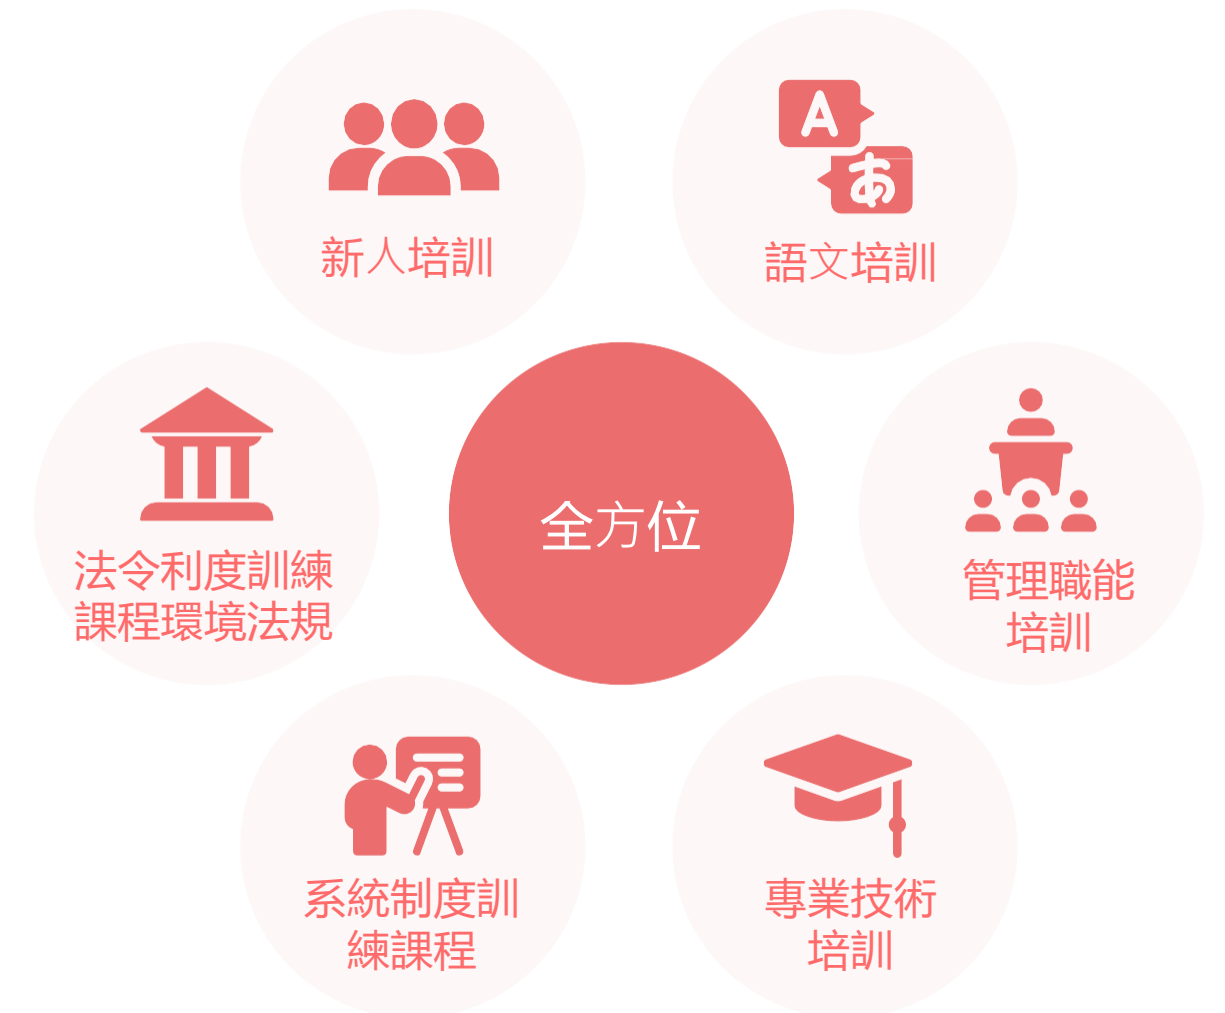 新人培訓
語文培訓
A
あ
全方位
法令利度訓練
課程環境法規
管理職能
培訓
系統制度訓
練課程
專業技術
培訓